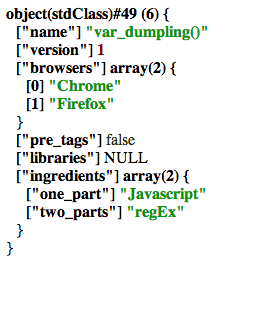 object(stdClass)#49 (6) {
["name"] "var_dumpling()"
["version"] 1
["browsers"] array(2) {
[0] "Chrome"
[1] "Firefox"
}
["pre_tags"] false
["libraries"] NULL
["ingredients"] array(2) {
["one_part"] "Javascript"
["two_parts"] "regEx"
}
}